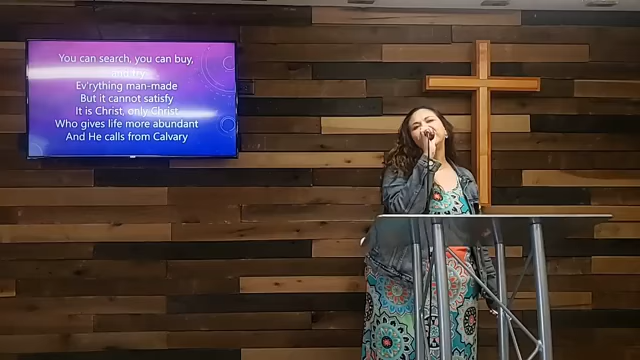 You can search, you can buy,
Ev'rything man-made
But it cannot satisfy
It is Christ, only Christ
Who gives life more abundant
And He calls from Calvary